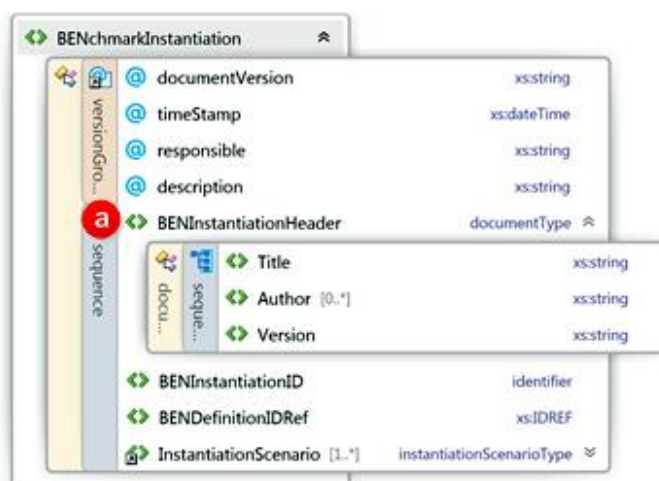 BENchmarkInstantiation
versionGro...
documentVersion xs:string
timeStamp xs:dateTime
responsible xs:string
description xs:string
a
sequence
BENInstantiationHeader documentType
docu...
seque...
Title xs:string
Author [0..*] xs:string
Version xs:string
BENInstantiationID identifier
BENDefinitionIDRef xs:IDREF
InstantiationScenario [1..*] instantiationScenarioType